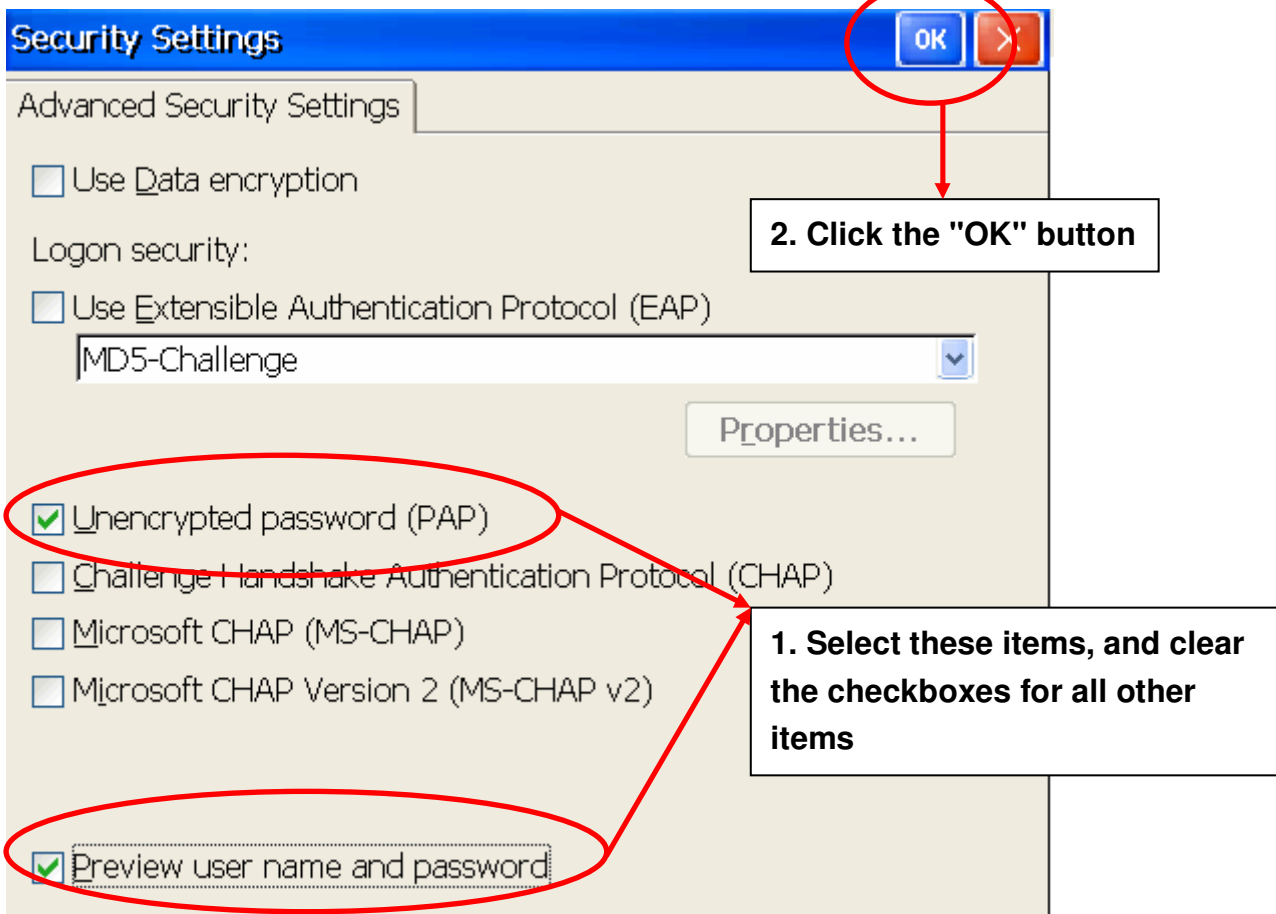 Security Settings
OK
Advanced Security Settings
Use Data encryption
2. Click the "OK" button
Logon security:
Use Extensible Authentication Protocol (EAP)
MD5-Challenge
Properties...
Unencrypted password (PAP)
Challenge Handshake Authentication Protocol (CHAP)
Microsoft CHAP (MS-CHAP)
Microsoft CHAP Version 2 (MS-CHAP v2)
1. Select these items, and clear
the checkboxes for all other
items
Preview user name and password